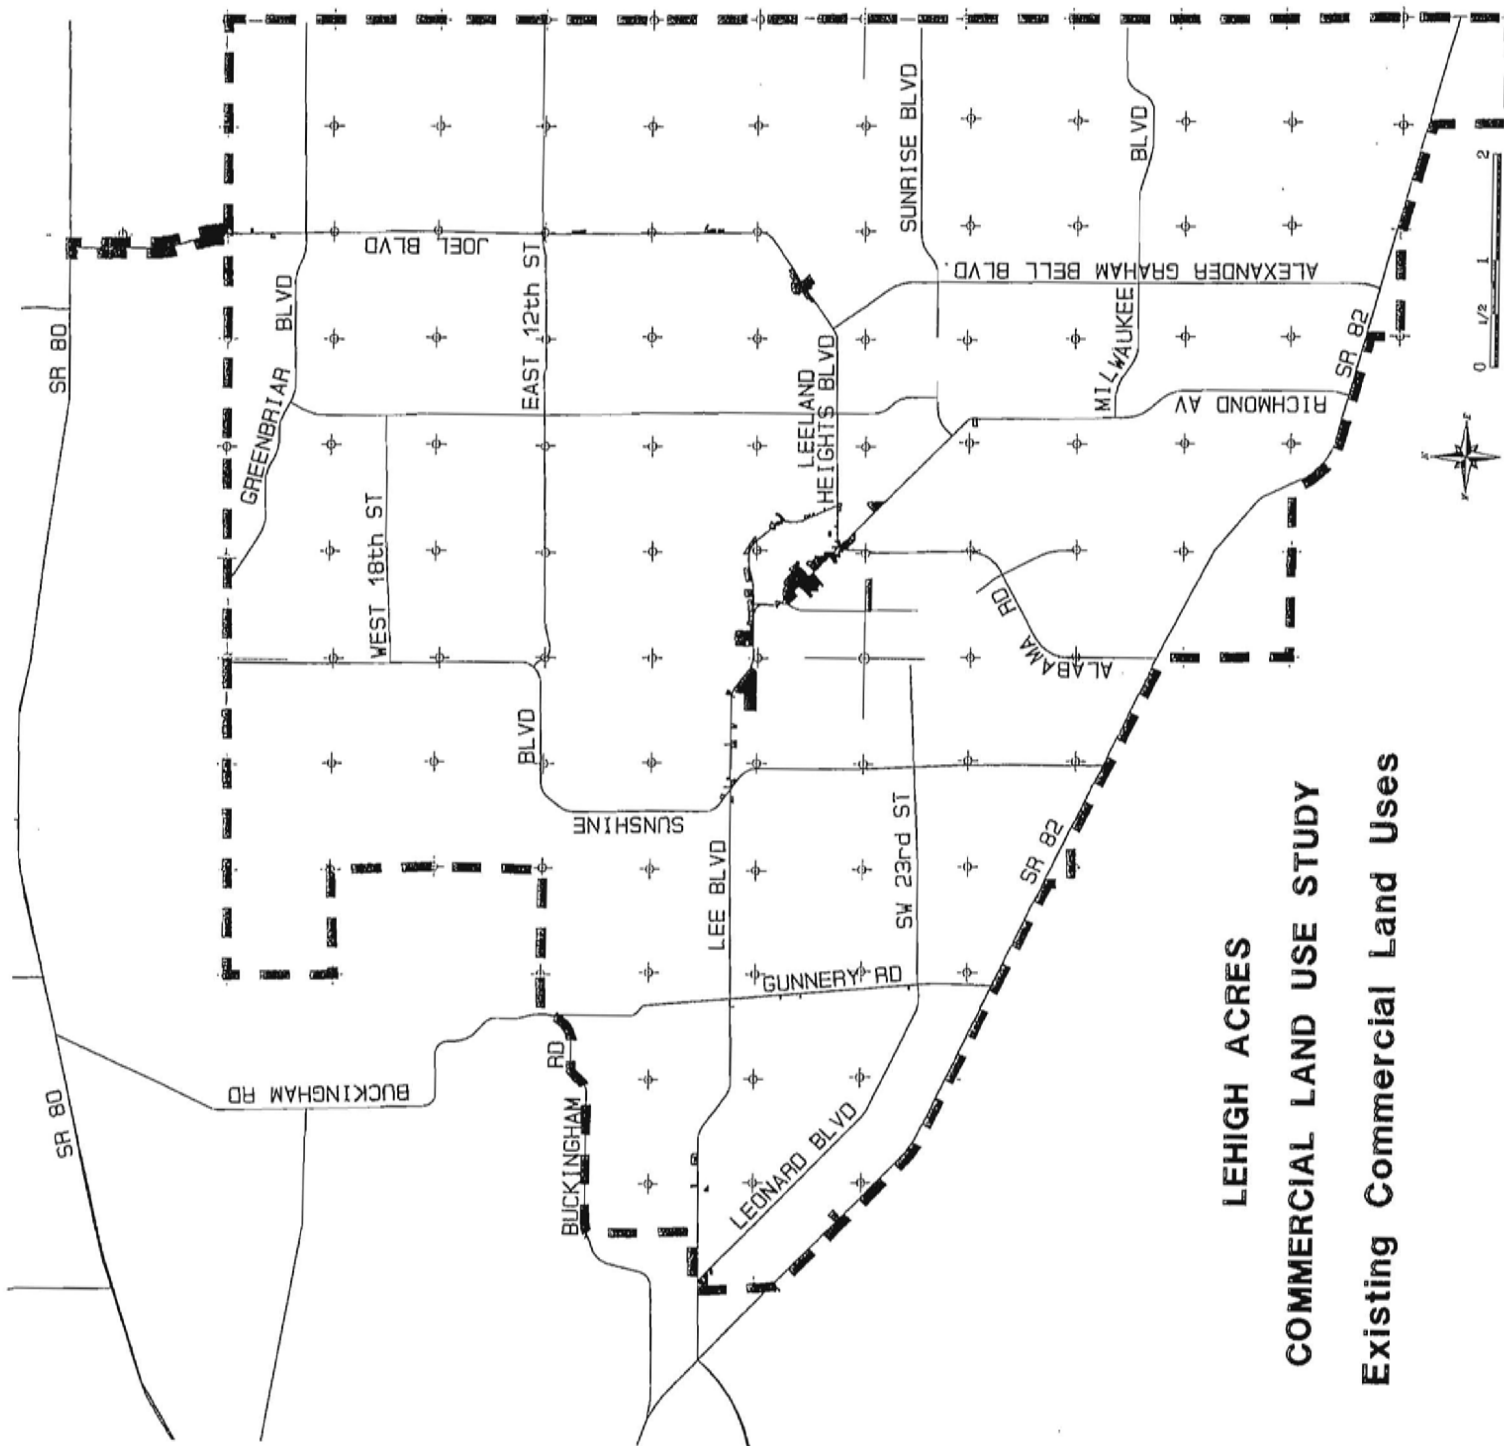 LEHIGH ACRES
COMMERCIAL LAND USE STUDY
Existing Commercial Land Uses
SR 80
SR 80
BUCKINGHAM RD
BUCKINGHAM
RD
GREENBRIAR
BLVD
WEST 18th ST
JOEL BLVD
EAST 12th ST
SUNSHINE
BLVD
LEE BLVD
GUNNERY RD
LEONARD BLVD
SW 23rd ST
LEELAND
HEIGHTS BLVD
SUNRISE BLVD
ALEXANDER GRAHAM BELL BLVD.
MILWAUKEE
BLVD
RICHMOND AV
ALABAMA
RD
SR 82
SR 82
0
1/2
1
2